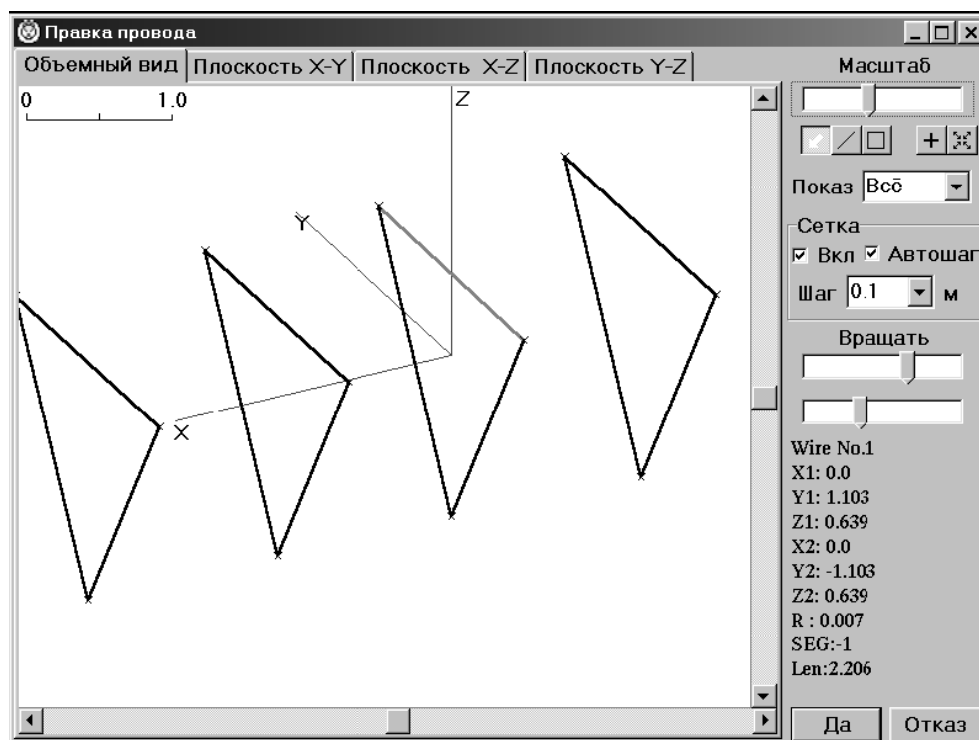 Правка провода
Объемный вид Плоскость X-Y Плоскость X-Z Плоскость Y-Z
Масштаб
0 1.0
Z
Y
X
Показ Всё
Сетка
Вкл Автошаг
Шаг 0.1 м
Вращать
Wire No.1
X1: 0.0
Y1: 1.103
Z1: 0.639
X2: 0.0
Y2: -1.103
Z2: 0.639
R : 0.007
SEG:-1
Len:2.206
Да Отказ